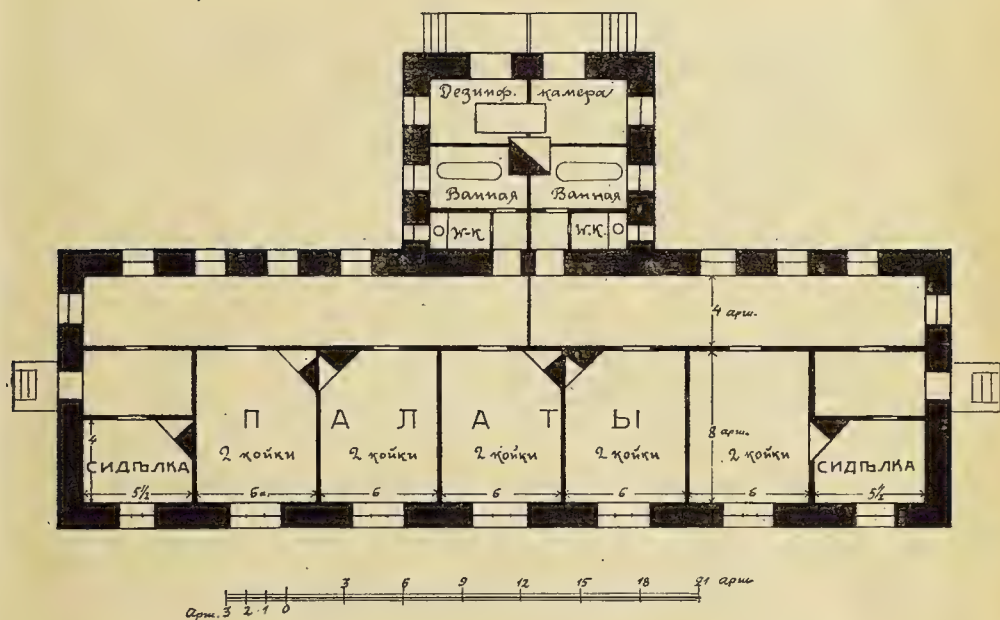 Дезинф. камера
Ванная Ванная
W-К W.К.
4 арш.
ПАЛАТЫ
8 арш.
4
2 койки 2 койки 2 койки 2 койки 2 койки
СИДѢЛКА СИДѢЛКА
5½ 6 6 6 6 6 5½
3 6 9 12 15 18 21 арш
Арш. 3 2 1 0